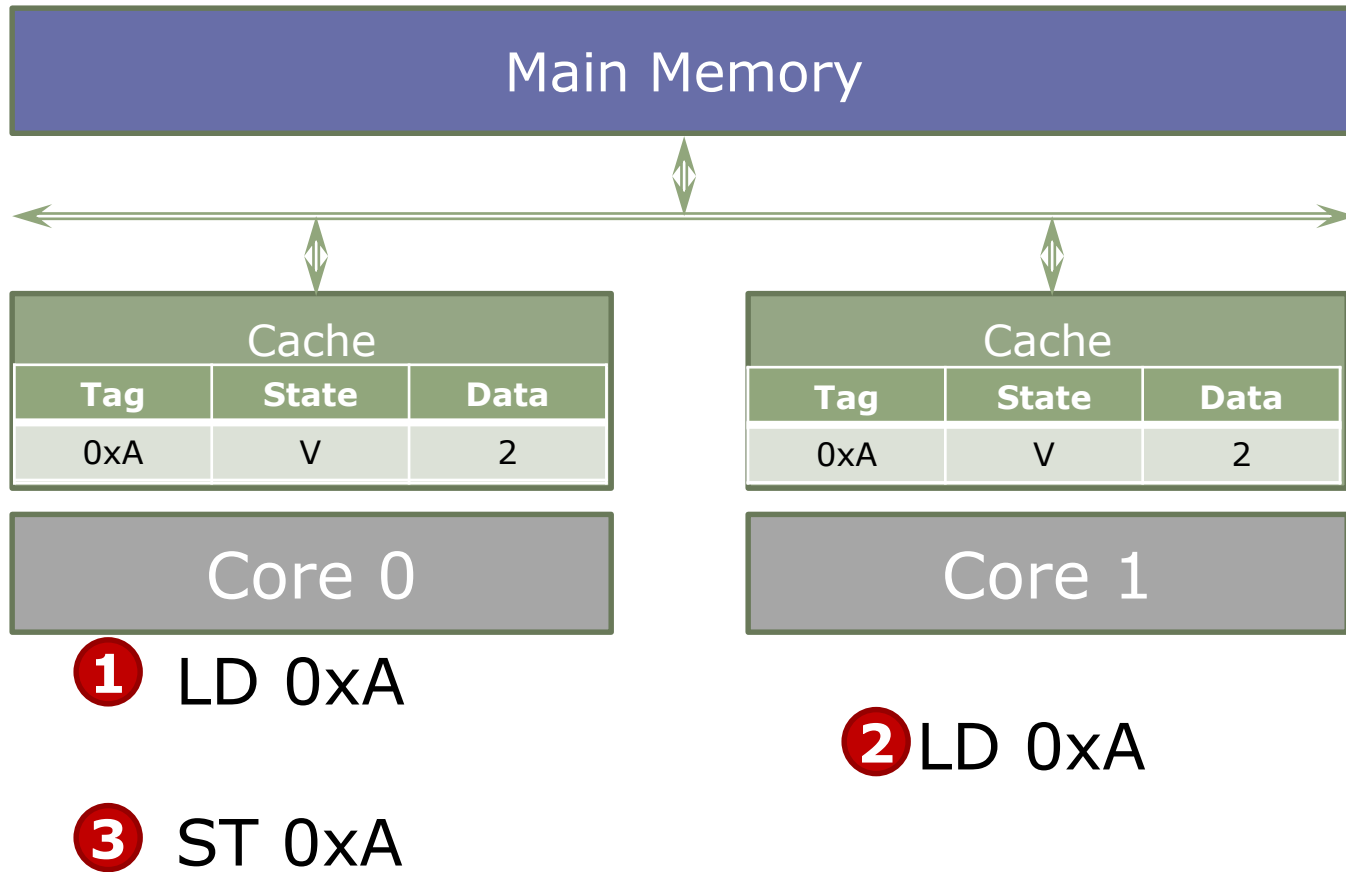 Main Memory
Cache
Tag State Data
0xA V 2
Cache
Tag State Data
0xA V 2
Core 0
Core 1
1 LD 0xA
2 LD 0xA
3 ST 0xA